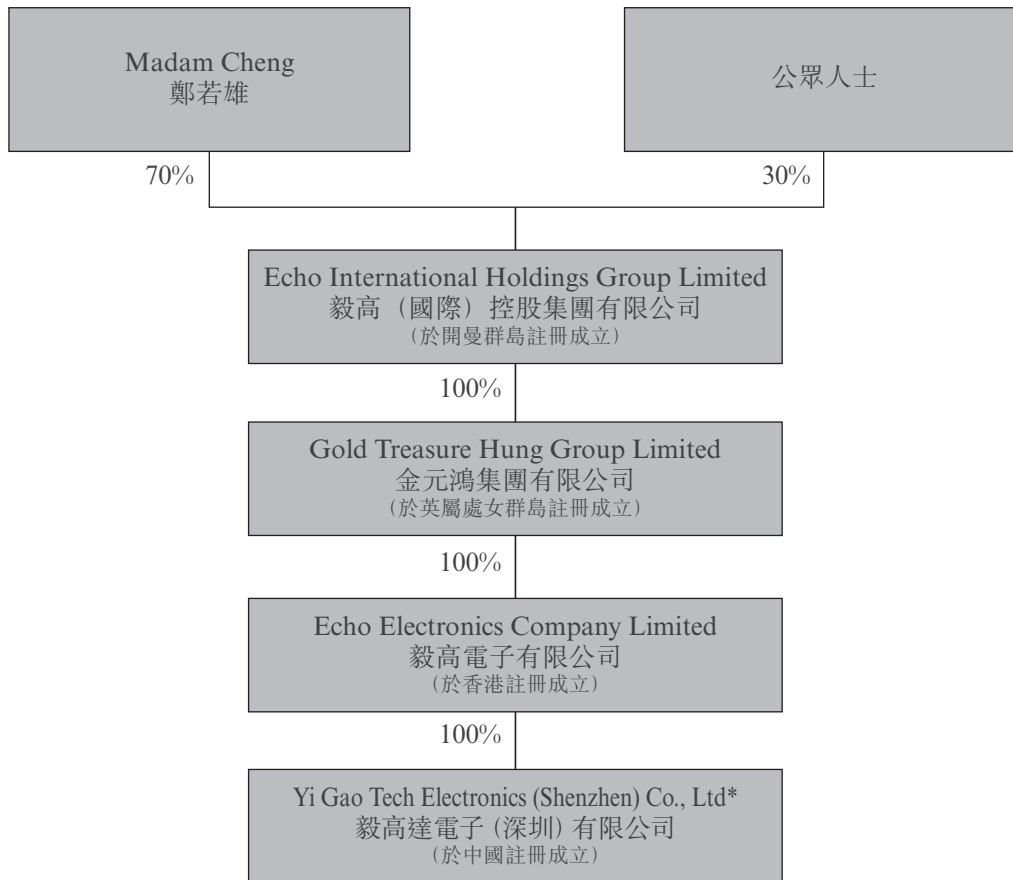 Madam Cheng
鄭若雄
公眾人士
70%
30%
Echo International Holdings Group Limited
毅高（國際）控股集團有限公司
（於開曼群島註冊成立）
100%
Gold Treasure Hung Group Limited
金元鴻集團有限公司
（於英屬處女群島註冊成立）
100%
Echo Electronics Company Limited
毅高電子有限公司
（於香港註冊成立）
100%
Yi Gao Tech Electronics (Shenzhen) Co., Ltd*
毅高達電子（深圳）有限公司
（於中國註冊成立）